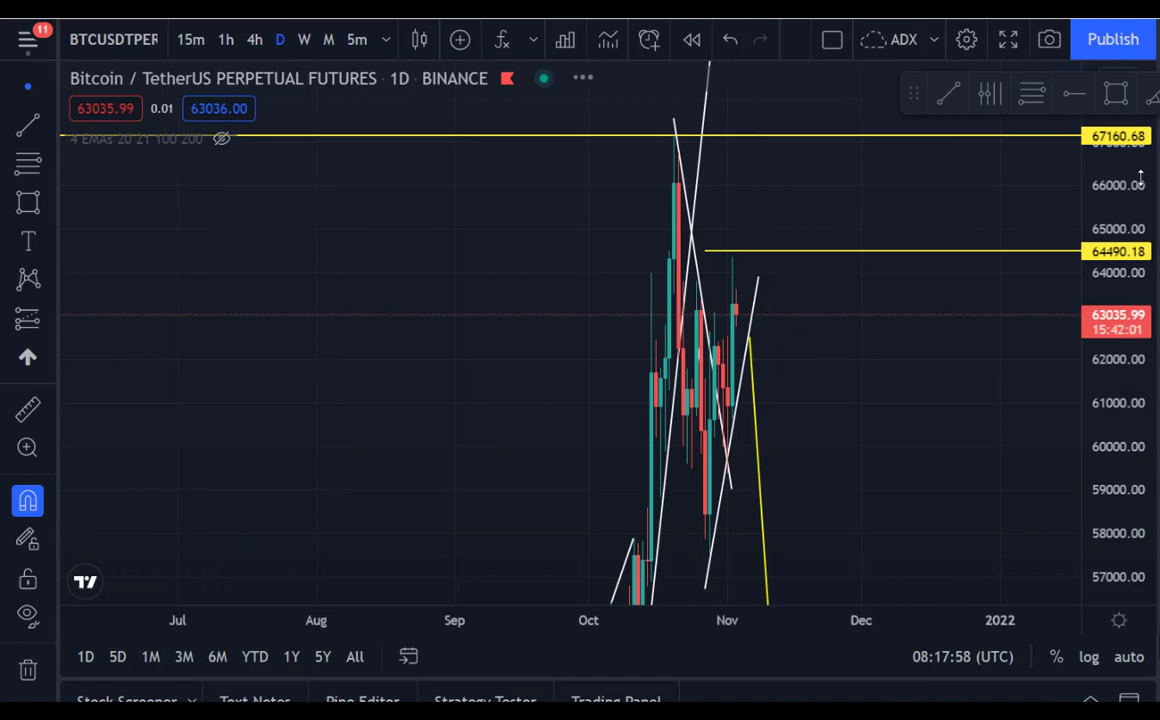 11
BTCUSDTPER 15m 1h 4h D W M 5m ADX Publish
Bitcoin / TetherUS PERPETUAL FUTURES · 1D · BINANCE
63035.99 0.01 63036.00
4 EMAs 20 21 100 200
67160.68
66000.00
65000.00
64490.18
64000.00
63035.99
15:42:01
62000.00
61000.00
60000.00
59000.00
58000.00
57000.00
Jul Aug Sep Oct Nov Dec 2022
1D 5D 1M 3M 6M YTD 1Y 5Y All 08:17:58 (UTC) % log auto
Stock Screener Text Notes Pine Editor Strategy Tester Trading Panel